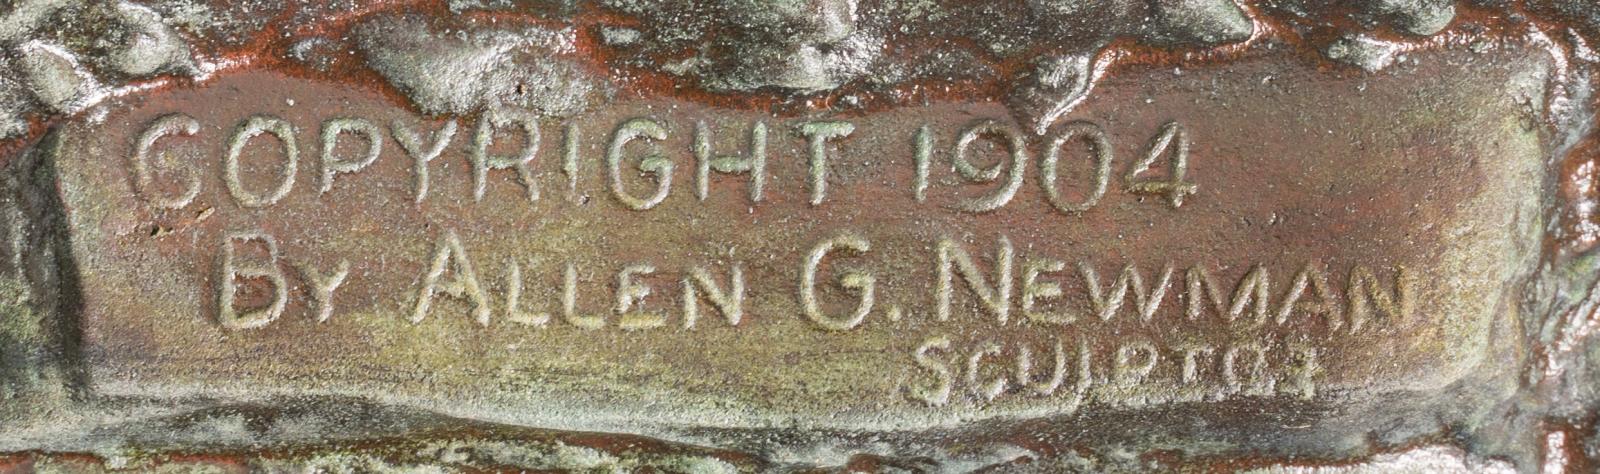 COPYRIGHT 1904
BY ALLEN G. NEWMAN
SCULPTOR